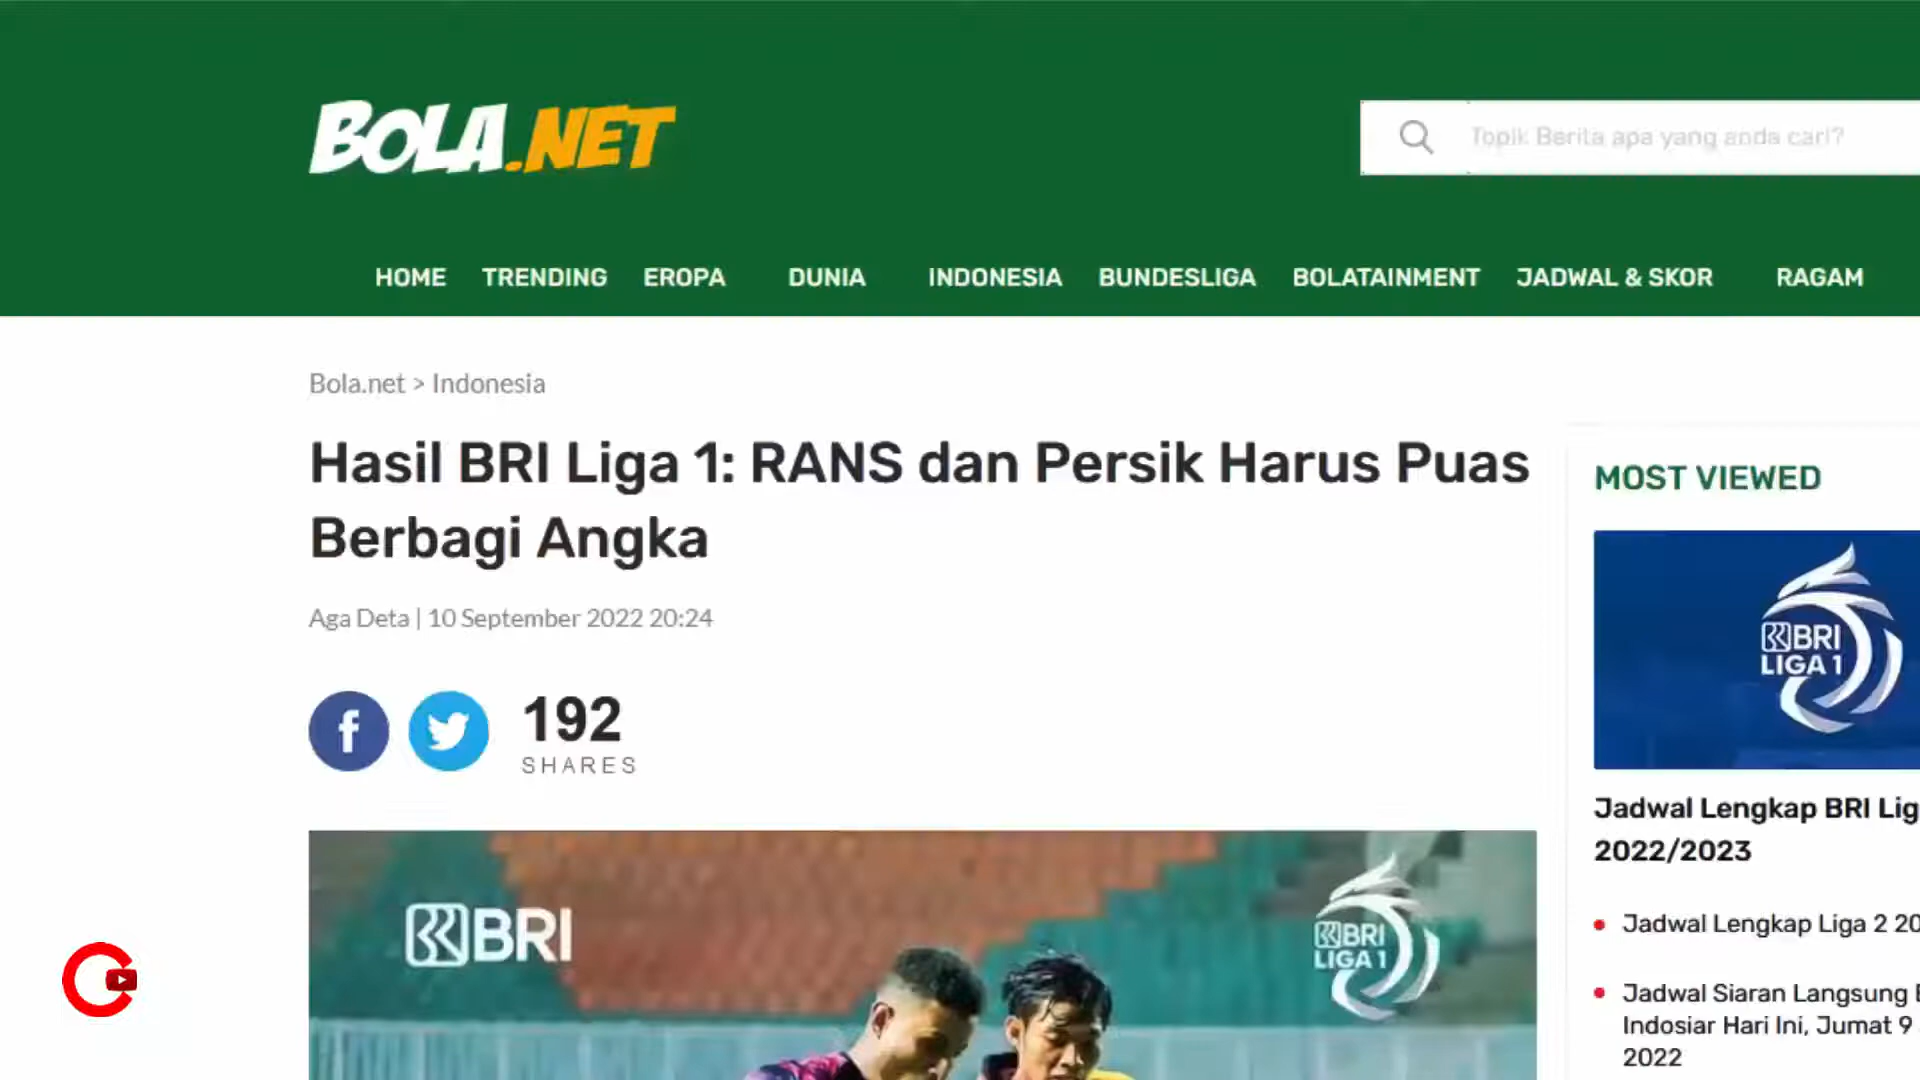 BOLA.NET
Topik Berita apa yang anda cari?
HOME TRENDING EROPA DUNIA INDONESIA BUNDESLIGA BOLATAINMENT JADWAL & SKOR RAGAM
Bola.net > Indonesia
Hasil BRI Liga 1: RANS dan Persik Harus Puas
Berbagi Angka
Aga Deta | 10 September 2022 20:24
f
192
SHARES
BRI
BRI
LIGA 1
MOST VIEWED
BRI
LIGA 1
Jadwal Lengkap BRI Lig
2022/2023
Jadwal Lengkap Liga 2 20
Jadwal Siaran Langsung
Indosiar Hari Ini, Jumat 9
2022